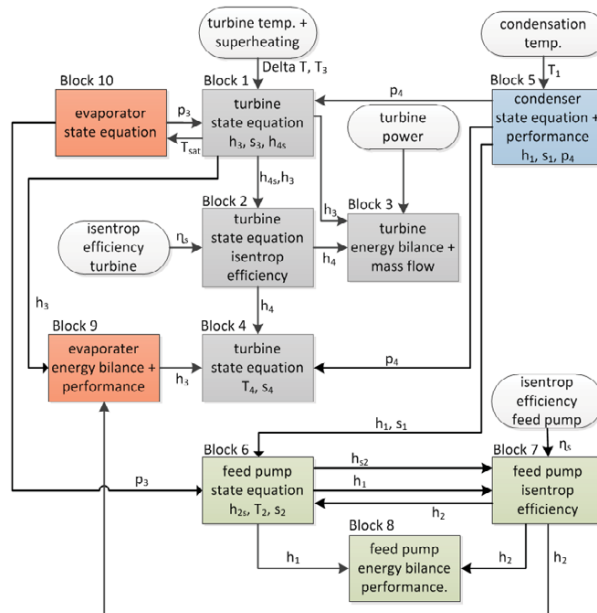 turbine temp. +
superheating
condensation
temp.
Delta T, T3
T1
Block 10
Block 1
Block 5
evaporator
state equation
p3
Tsat
turbine
state equation
h3, s3, h4s
p4
turbine
power
condenser
state equation +
performance
h1, s1, p4
h4s,h3
h3
Block 2
Block 3
isentrop
efficiency
turbine
ηs
turbine
state equation
isentrop
efficiency
h4
turbine
energy bilance +
mass flow
h3
h4
Block 9
Block 4
evaporater
energy bilance +
performance
h3
turbine
state equation
T4, s4
p4
isentrop
efficiency
feed pump
h1, s1
Block 6
Block 7
ηs
p3
feed pump
state equation
h2s, T2, s2
hs2
h1
h2
feed pump
isentrop
efficiency
Block 8
h1
feed pump
energy bilance
performance.
h2
h2